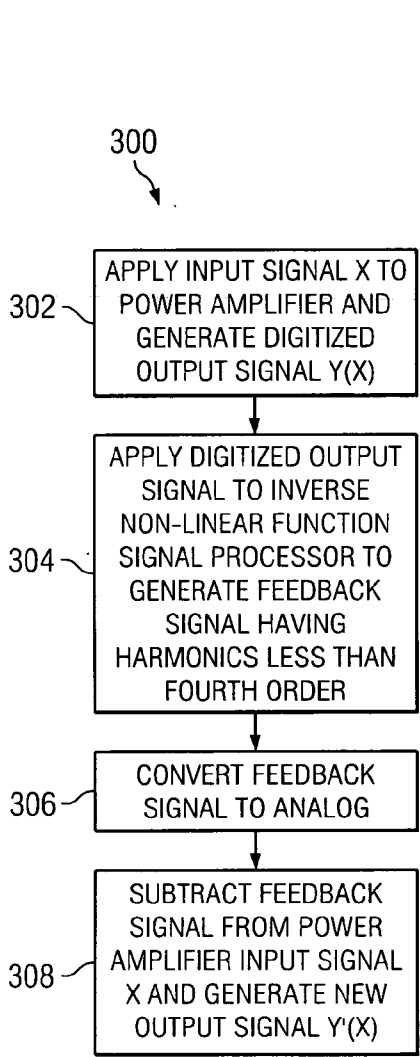 300
302
APPLY INPUT SIGNAL X TO
POWER AMPLIFIER AND
GENERATE DIGITIZED
OUTPUT SIGNAL Y(X)
304
APPLY DIGITIZED OUTPUT
SIGNAL TO INVERSE
NON-LINEAR FUNCTION
SIGNAL PROCESSOR TO
GENERATE FEEDBACK
SIGNAL HAVING
HARMONICS LESS THAN
FOURTH ORDER
306
CONVERT FEEDBACK
SIGNAL TO ANALOG
308
SUBTRACT FEEDBACK
SIGNAL FROM POWER
AMPLIFIER INPUT SIGNAL
X AND GENERATE NEW
OUTPUT SIGNAL Y'(X)